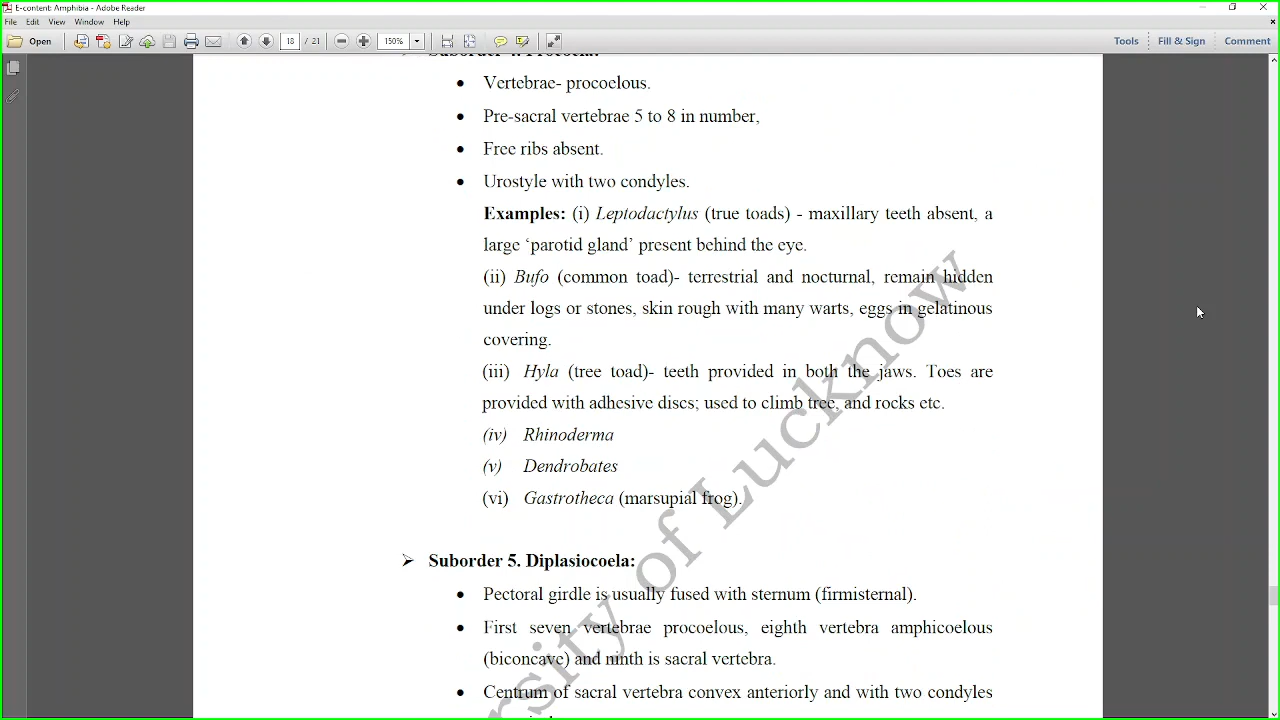 E-content: Amphibia - Adobe Reader
File Edit View Window Help
Open 18 / 21 150% Tools Fill & Sign Comment
• Vertebrae- procoelous.
• Pre-sacral vertebrae 5 to 8 in number,
• Free ribs absent.
• Urostyle with two condyles.
Examples: (i) Leptodactylus (true toads) - maxillary teeth absent, a
large ‘parotid gland’ present behind the eye.
(ii) Bufo (common toad)- terrestrial and nocturnal, remain hidden
under logs or stones, skin rough with many warts, eggs in gelatinous
covering.
(iii) Hyla (tree toad)- teeth provided in both the jaws. Toes are
provided with adhesive discs; used to climb tree, and rocks etc.
(iv) Rhinoderma
(v) Dendrobates
(vi) Gastrotheca (marsupial frog).
➢ Suborder 5. Diplasiocoela:
• Pectoral girdle is usually fused with sternum (firmisternal).
• First seven vertebrae procoelous, eighth vertebra amphicoelous
(biconcave) and ninth is sacral vertebra.
• Centrum of sacral vertebra convex anteriorly and with two condyles
of Lucknow